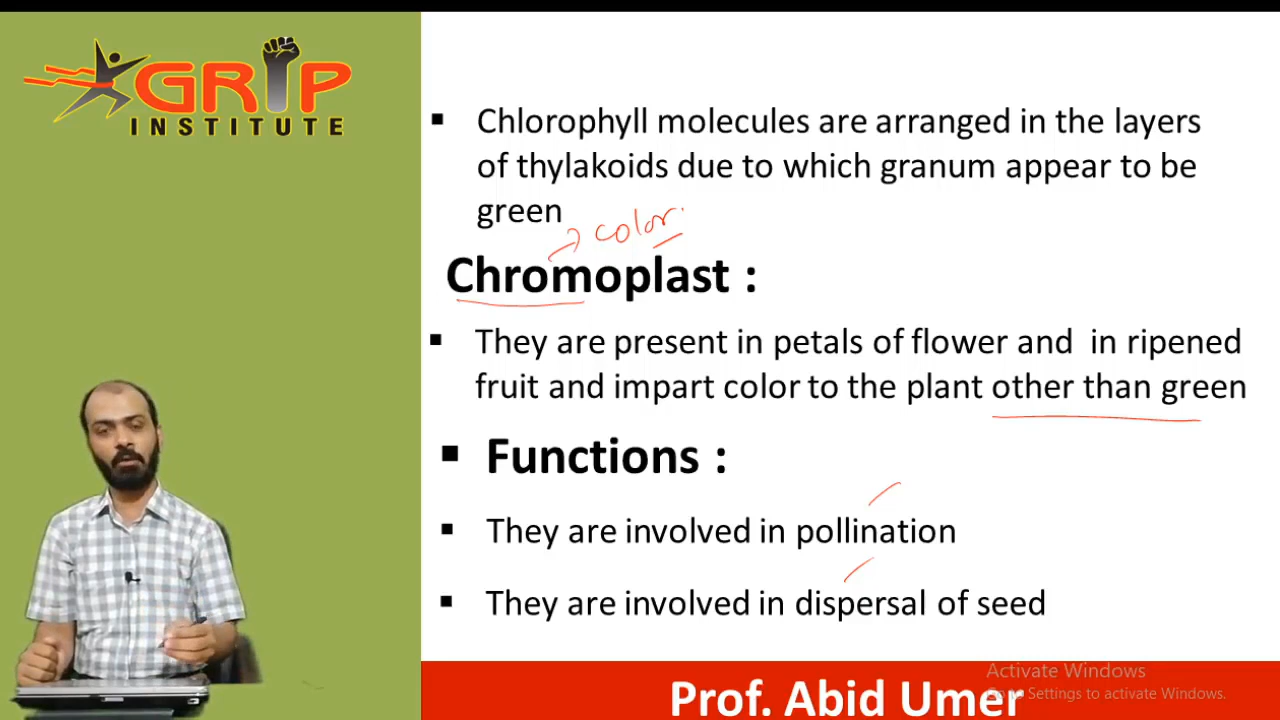 GRIP
INSTITUTE
▪ Chlorophyll molecules are arranged in the layers
of thylakoids due to which granum appear to be
green
→ color
Chromoplast :
▪ They are present in petals of flower and in ripened
fruit and impart color to the plant other than green
▪ Functions :
▪ They are involved in pollination
▪ They are involved in dispersal of seed
Activate Windows
Go to Settings to activate Windows.
Prof. Abid Umer